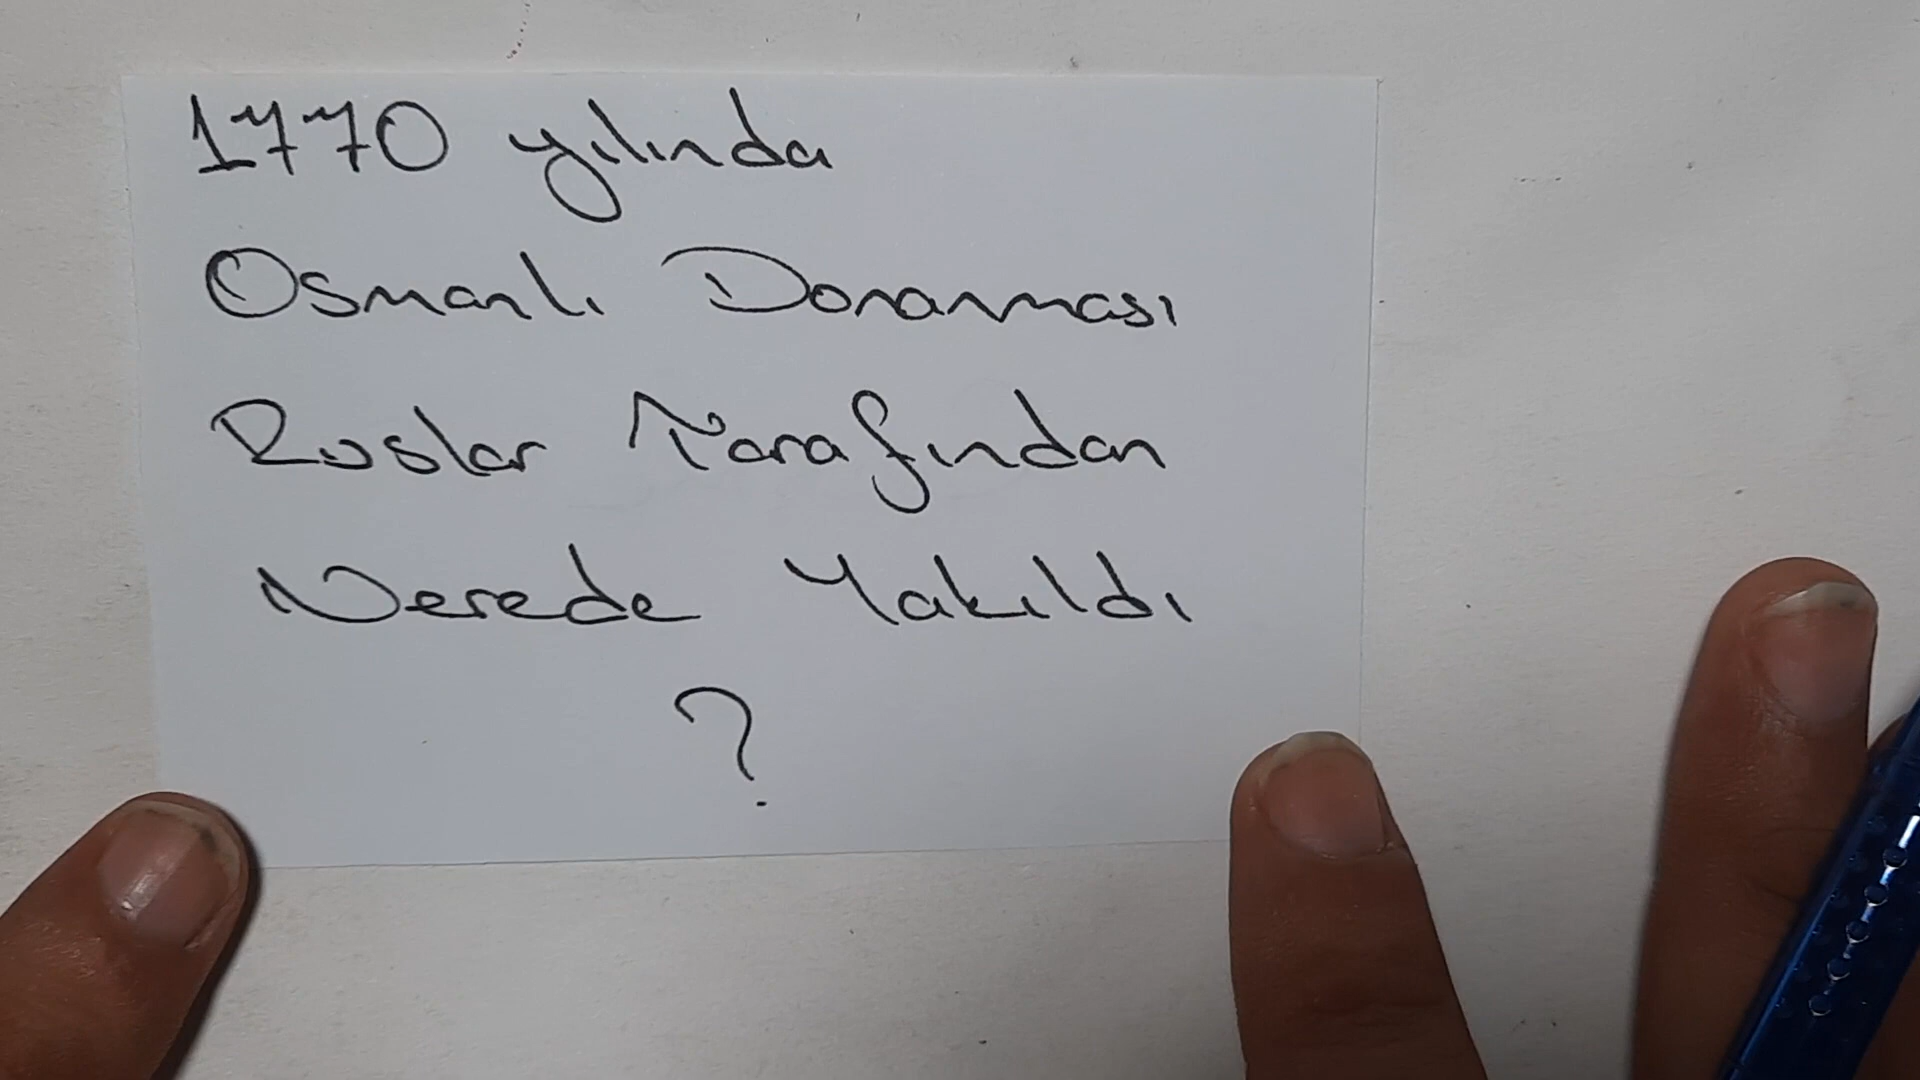 1770 yılında
Osmanlı Donanması
Ruslar Tarafından
Nerede Yakıldı
?